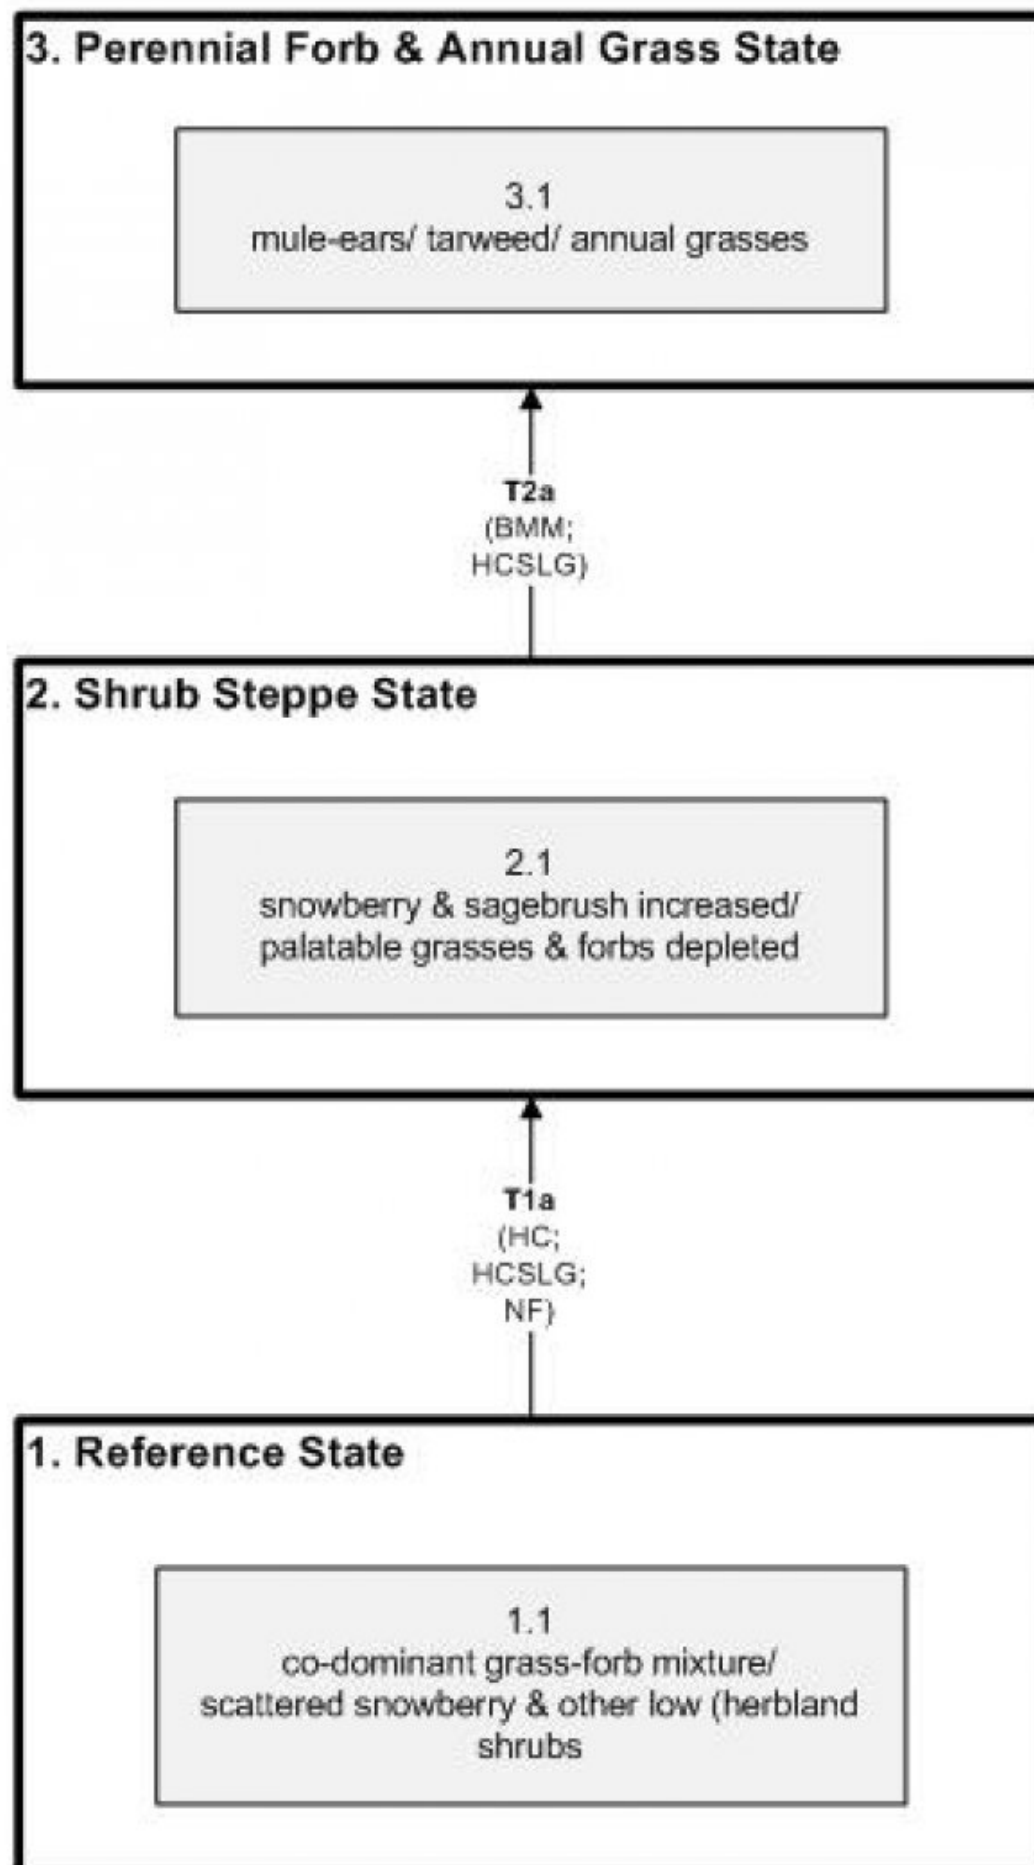 3. Perennial Forb & Annual Grass State
3.1
mule-ears/ tarweed/ annual grasses
T2a
(BMM;
HCSLG)
2. Shrub Steppe State
2.1
snowberry & sagebrush increased/
palatable grasses & forbs depleted
T1a
(HC;
HCSLG;
NF)
1. Reference State
1.1
co-dominant grass-forb mixture/
scattered snowberry & other low (herbland
shrubs